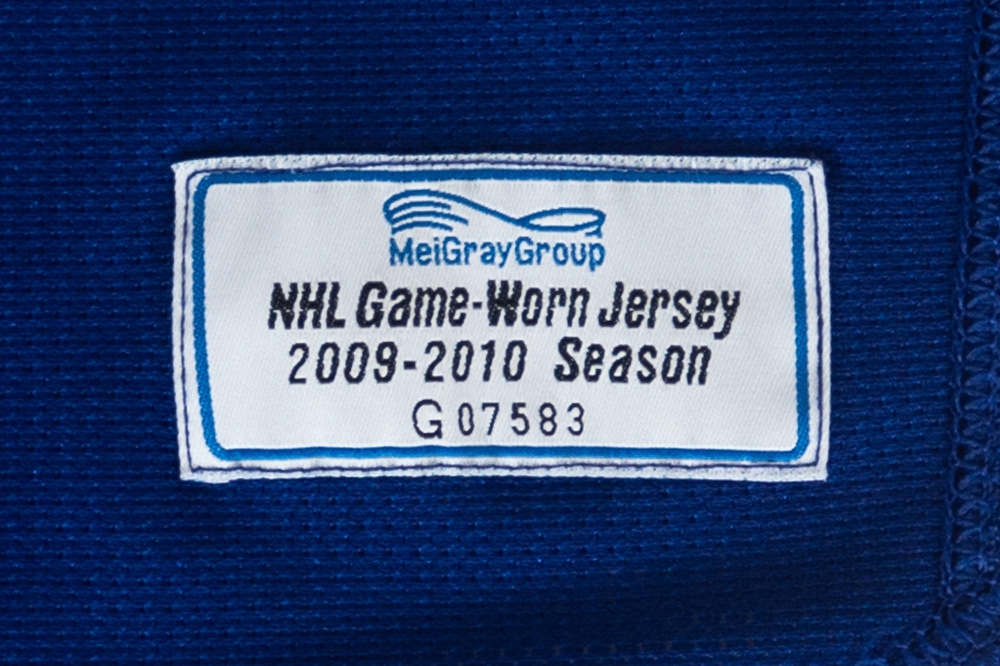 MeiGrayGroup
NHL Game-Worn Jersey
2009-2010 Season
G 07583